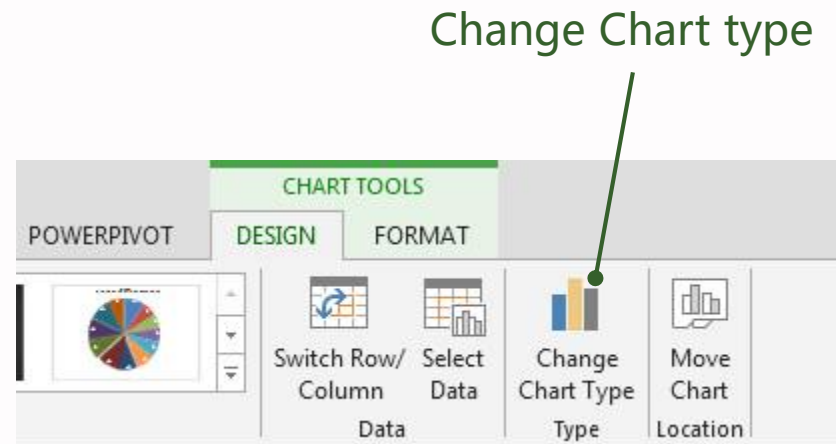 Change Chart type
CHART TOOLS
POWERPIVOT DESIGN FORMAT
Switch Row/ Select Change Move
Column Data Chart Type Chart
Data Type Location